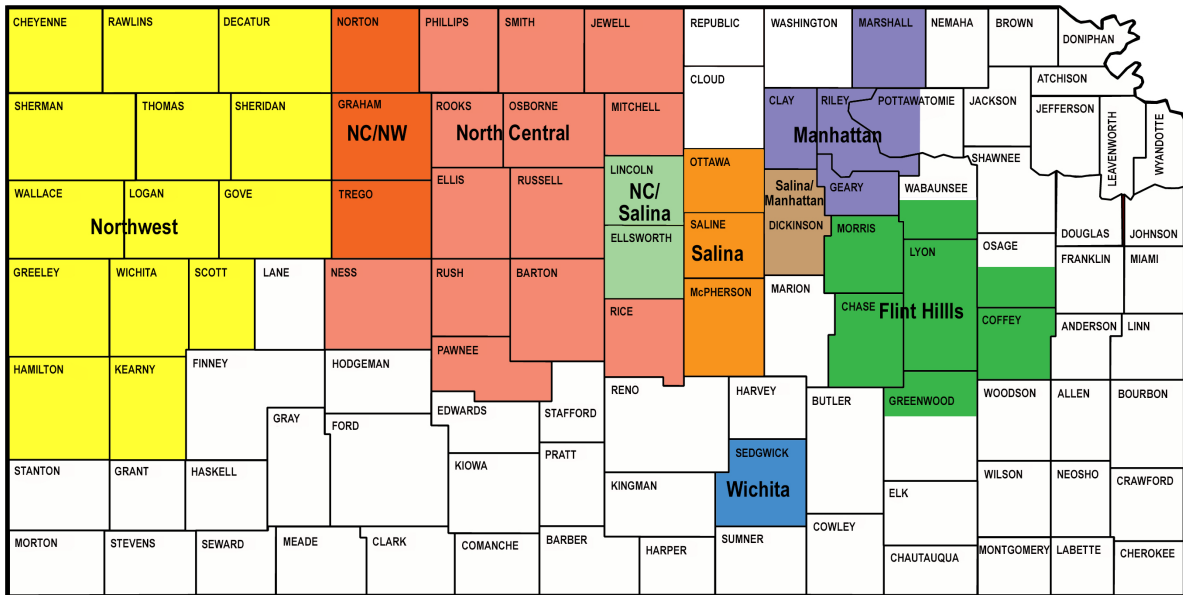 CHEYENNE
RAWLINS
DECATUR
NORTON
PHILLIPS
SMITH
JEWELL
REPUBLIC
WASHINGTON
MARSHALL
NEMAHA
BROWN
DONIPHAN
CLOUD
ATCHISON
SHERMAN
THOMAS
SHERIDAN
GRAHAM
NC/NW
ROOKS
OSBORNE
North Central
MITCHELL
CLAY
RILEY
POTTAWATOMIE
Manhattan
JACKSON
JEFFERSON
LEAVENWORTH
WYANDOTTE
OTTAWA
SHAWNEE
LINCOLN
NC/
Salina
WALLACE
LOGAN
GOVE
Northwest
TREGO
ELLIS
RUSSELL
Salina/
Manhattan
DICKINSON
GEARY
WABAUNSEE
SALINE
Salina
ELLSWORTH
MORRIS
DOUGLAS
JOHNSON
LYON
OSAGE
FRANKLIN
MIAMI
GREELEY
WICHITA
SCOTT
LANE
NESS
RUSH
BARTON
McPHERSON
MARION
CHASE
Flint Hillls
COFFEY
RICE
ANDERSON
LINN
HAMILTON
KEARNY
FINNEY
HODGEMAN
PAWNEE
RENO
HARVEY
BUTLER
GREENWOOD
WOODSON
ALLEN
BOURBON
EDWARDS
STAFFORD
GRAY
FORD
SEDGWICK
Wichita
PRATT
KIOWA
STANTON
GRANT
HASKELL
KINGMAN
ELK
WILSON
NEOSHO
CRAWFORD
COWLEY
MORTON
STEVENS
SEWARD
MEADE
CLARK
COMANCHE
BARBER
HARPER
SUMNER
CHAUTAUQUA
MONTGOMERY
LABETTE
CHEROKEE